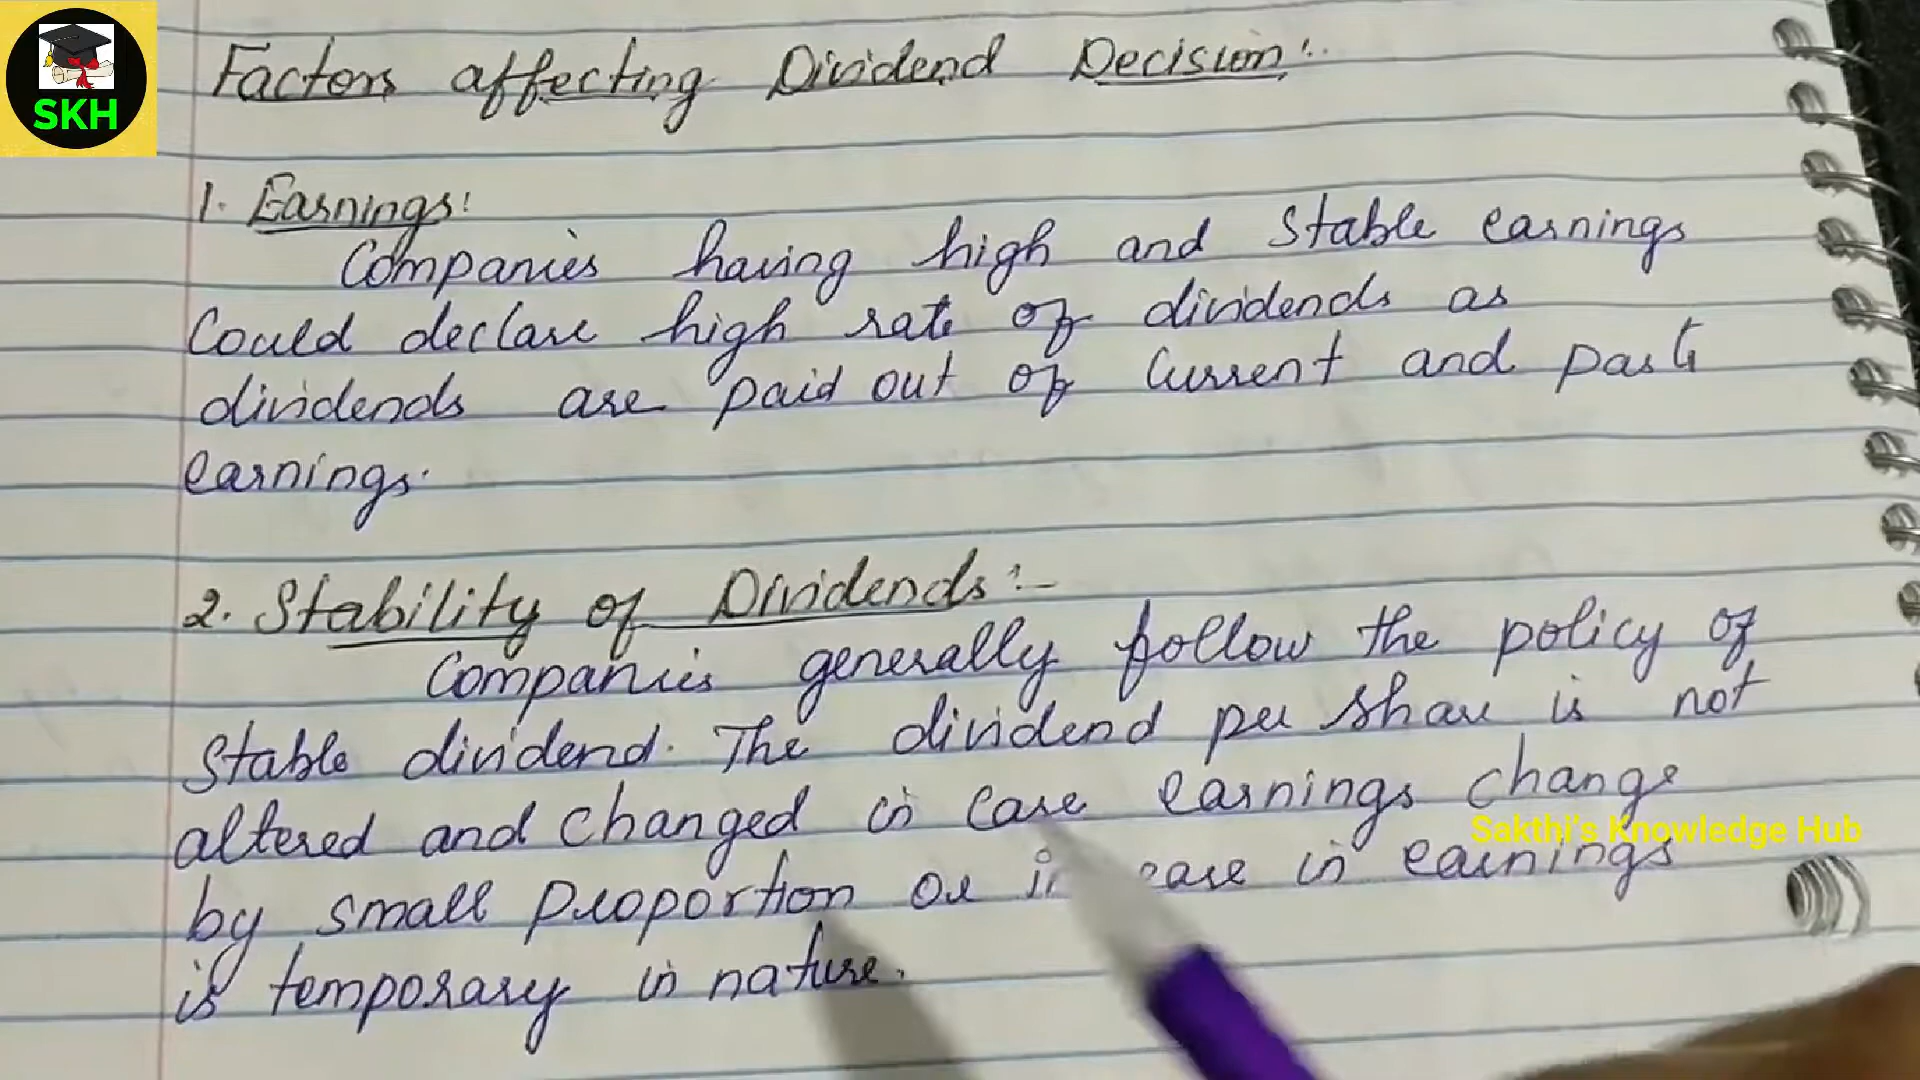 SKH
Factors affecting Dividend Decision:
1. Earnings:
Companies having high and stable earnings
Could declare high rate of dividends as
dividends are paid out of Current and past
earnings.
2. Stability of Dividends:-
Companies generally follow the policy of
Stable dividend. The dividend per share is not
altered and changed in case earnings change
Sakthi's Knowledge Hub
by small proportion or in earnings
is temporary in nature.